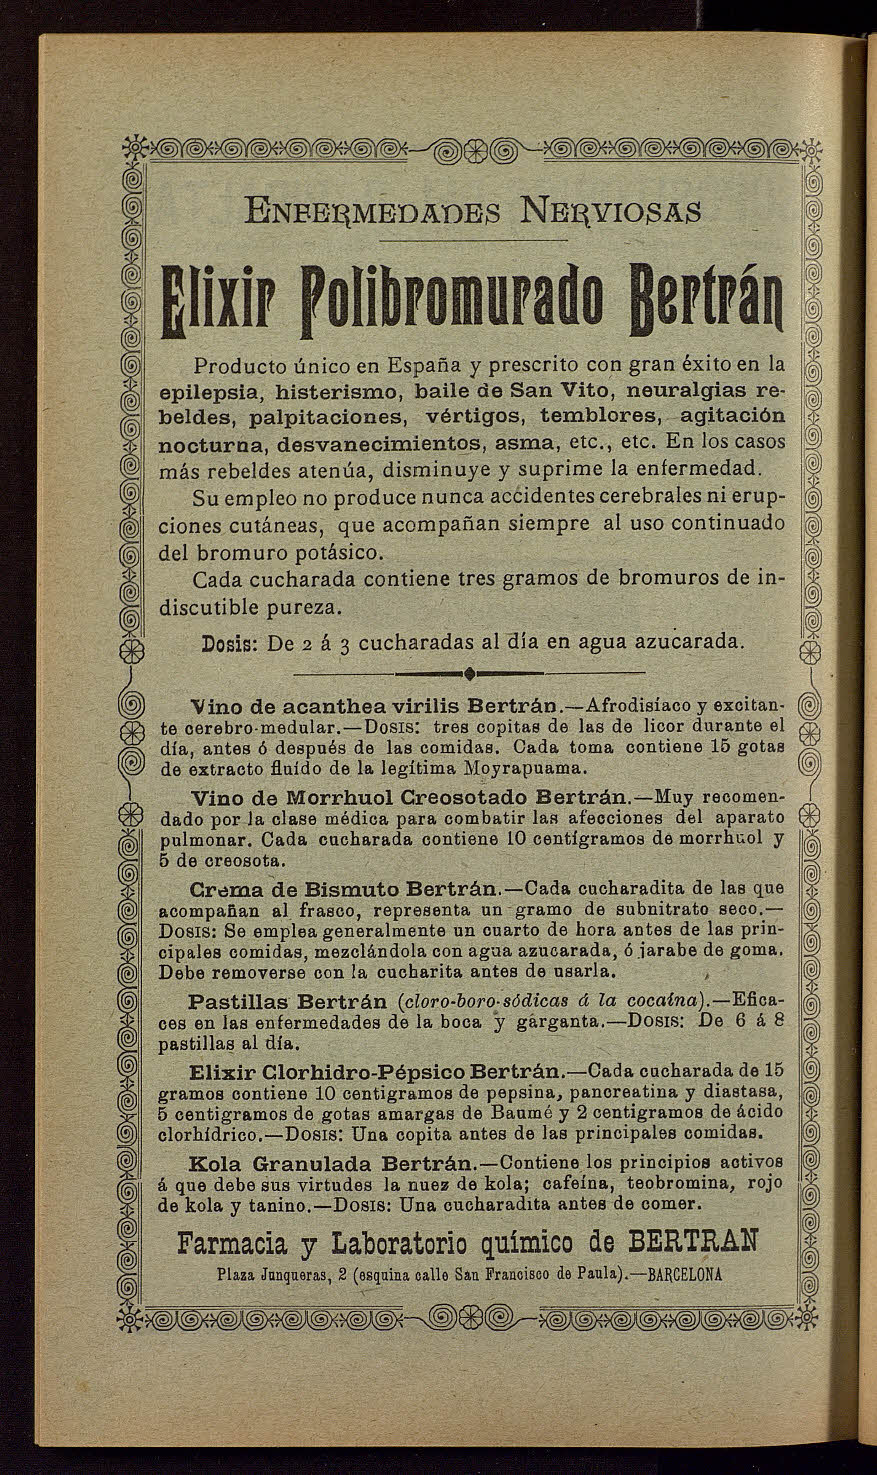 ENFERMEDADES NERVIOSAS
Elixir Polibromurado Bertrán
Producto único en España y prescrito con gran éxito en la
epilepsia, histerismo, baile de San Vito, neuralgias re-
beldes, palpitaciones, vértigos, temblores, agitación
nocturna, desvanecimientos, asma, etc., etc. En los casos
más rebeldes atenúa, disminuye y suprime la enfermedad.
Su empleo no produce nunca accidentes cerebrales ni erup-
ciones cutáneas, que acompañan siempre al uso continuado
del bromuro potásico.
Cada cucharada contiene tres gramos de bromuros de in-
discutible pureza.
Dosis: De 2 á 3 cucharadas al día en agua azucarada.
Vino de acanthea virilis Bertrán.—Afrodisíaco y excitan-
te cerebro-medular.—DOSIS: tres copitas de las de licor durante el
día, antes ó después de las comidas. Cada toma contiene 15 gotas
de extracto fluído de la legítima Moyrapuama.
Vino de Morrhuol Creosotado Bertrán.—Muy recomen-
dado por la clase médica para combatir las afecciones del aparato
pulmonar. Cada cucharada contiene 10 centígramos de morrhuol y
5 de creosota.
Crema de Bismuto Bertrán.—Cada cucharadita de las que
acompañan al frasco, representa un gramo de subnitrato seco.—
DOSIS: Se emplea generalmente un cuarto de hora antes de las prin-
cipales comidas, mezclándola con agua azucarada, ó jarabe de goma.
Debe removerse con la cucharita antes de usarla.
Pastillas Bertrán (cloro-boro-sódicas á la cocaína).—Efica-
ces en las enfermedades de la boca y garganta.—DOSIS: De 6 á 8
pastillas al día.
Elixir Clorhidro-Pépsico Bertrán.—Cada cucharada de 15
gramos contiene 10 centigramos de pepsina, pancreatina y diastasa,
5 centigramos de gotas amargas de Baumé y 2 centigramos de ácido
clorhídrico.—DOSIS: Una copita antes de las principales comidas.
Kola Granulada Bertrán.—Contiene los principios activos
á que debe sus virtudes la nuez de kola; cafeína, teobromina, rojo
de kola y tanino.—DOSIS: Una cucharadita antes de comer.
Farmacia y Laboratorio químico de BERTRAN
Plaza Junqueras, 2 (esquina calle San Francisco de Paula).—BARCELONA